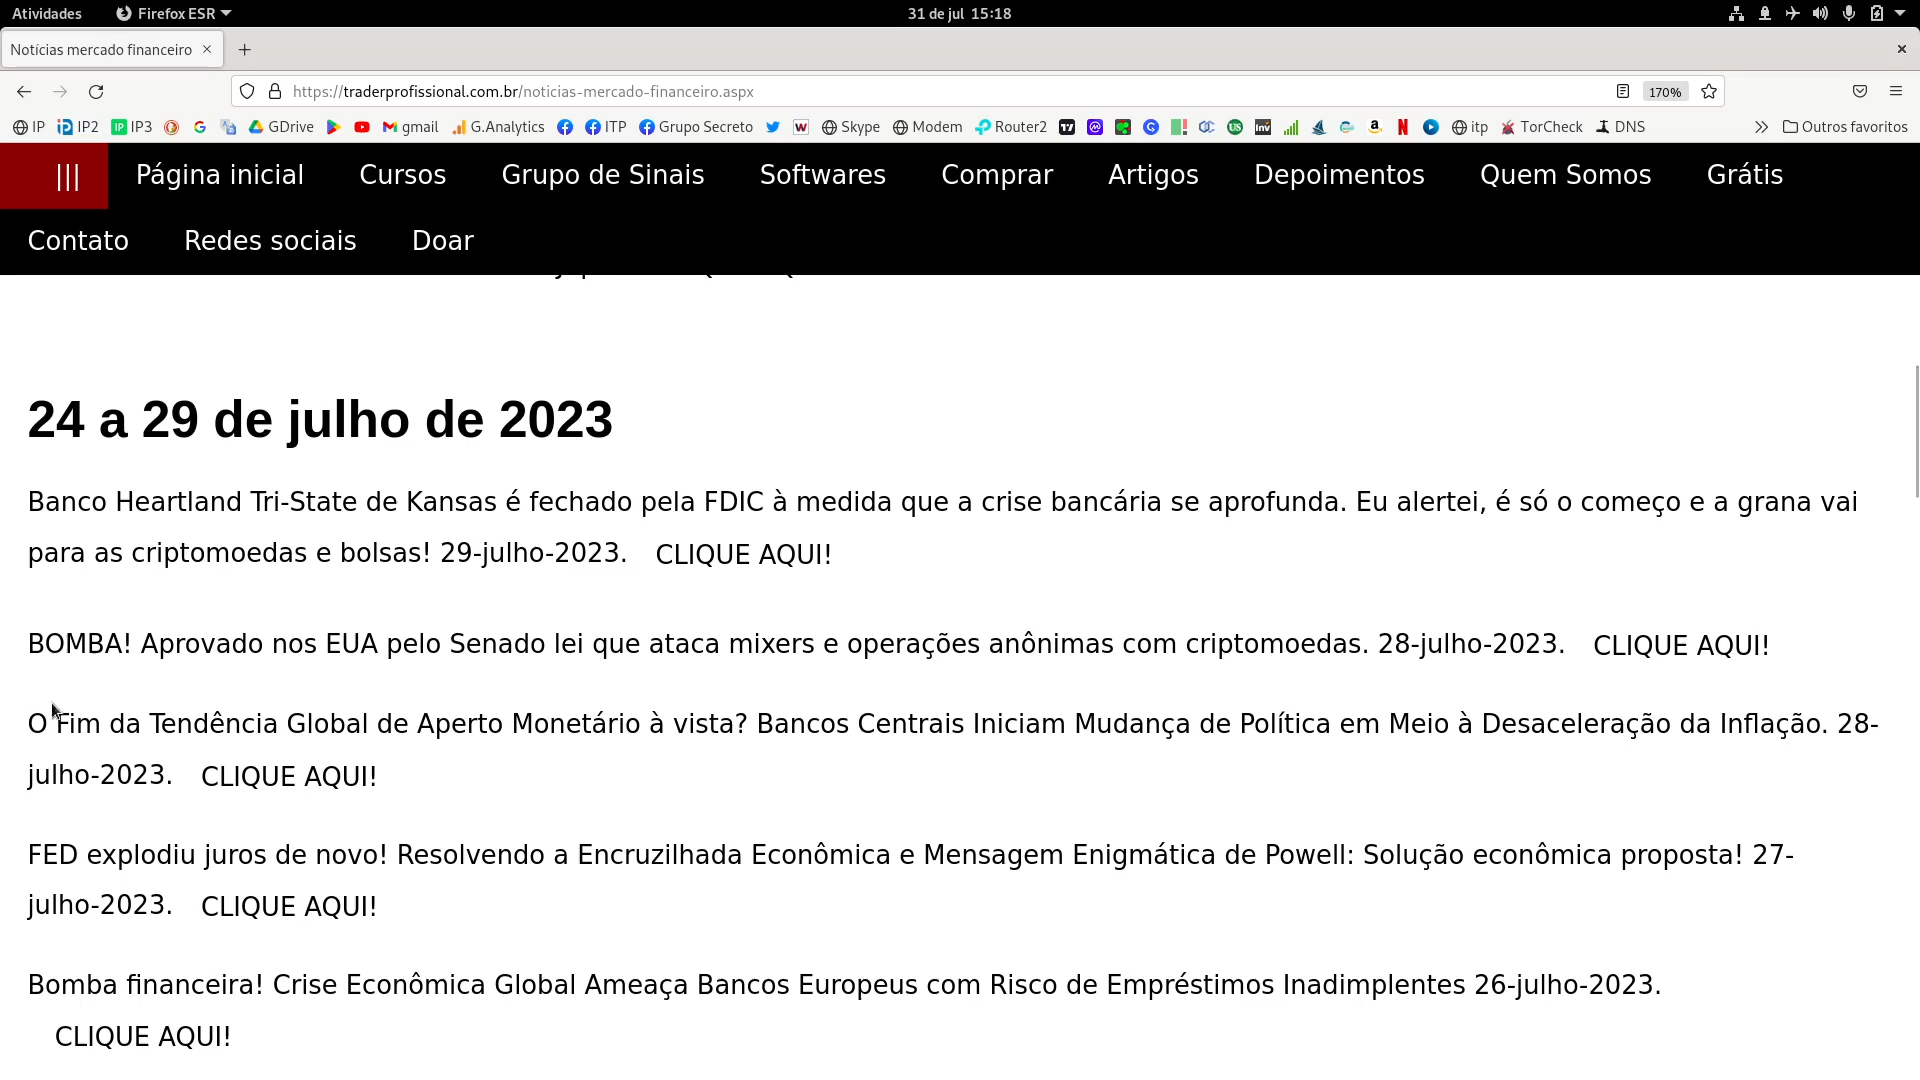 Atividades Firefox ESR 31 de jul 15:18
Notícias mercado financeiro
https://traderprofissional.com.br/noticias-mercado-financeiro.aspx 170%
IP IP2 IP3 GDrive gmail G.Analytics ITP Grupo Secreto Skype Modem Router2 itp TorCheck DNS Outros favoritos
||| Página inicial Cursos Grupo de Sinais Softwares Comprar Artigos Depoimentos Quem Somos Grátis
Contato Redes sociais Doar
24 a 29 de julho de 2023
Banco Heartland Tri-State de Kansas é fechado pela FDIC à medida que a crise bancária se aprofunda. Eu alertei, é só o começo e a grana vai
para as criptomoedas e bolsas! 29-julho-2023. CLIQUE AQUI!
BOMBA! Aprovado nos EUA pelo Senado lei que ataca mixers e operações anônimas com criptomoedas. 28-julho-2023. CLIQUE AQUI!
O Fim da Tendência Global de Aperto Monetário à vista? Bancos Centrais Iniciam Mudança de Política em Meio à Desaceleração da Inflação. 28-
julho-2023. CLIQUE AQUI!
FED explodiu juros de novo! Resolvendo a Encruzilhada Econômica e Mensagem Enigmática de Powell: Solução econômica proposta! 27-
julho-2023. CLIQUE AQUI!
Bomba financeira! Crise Econômica Global Ameaça Bancos Europeus com Risco de Empréstimos Inadimplentes 26-julho-2023.
CLIQUE AQUI!